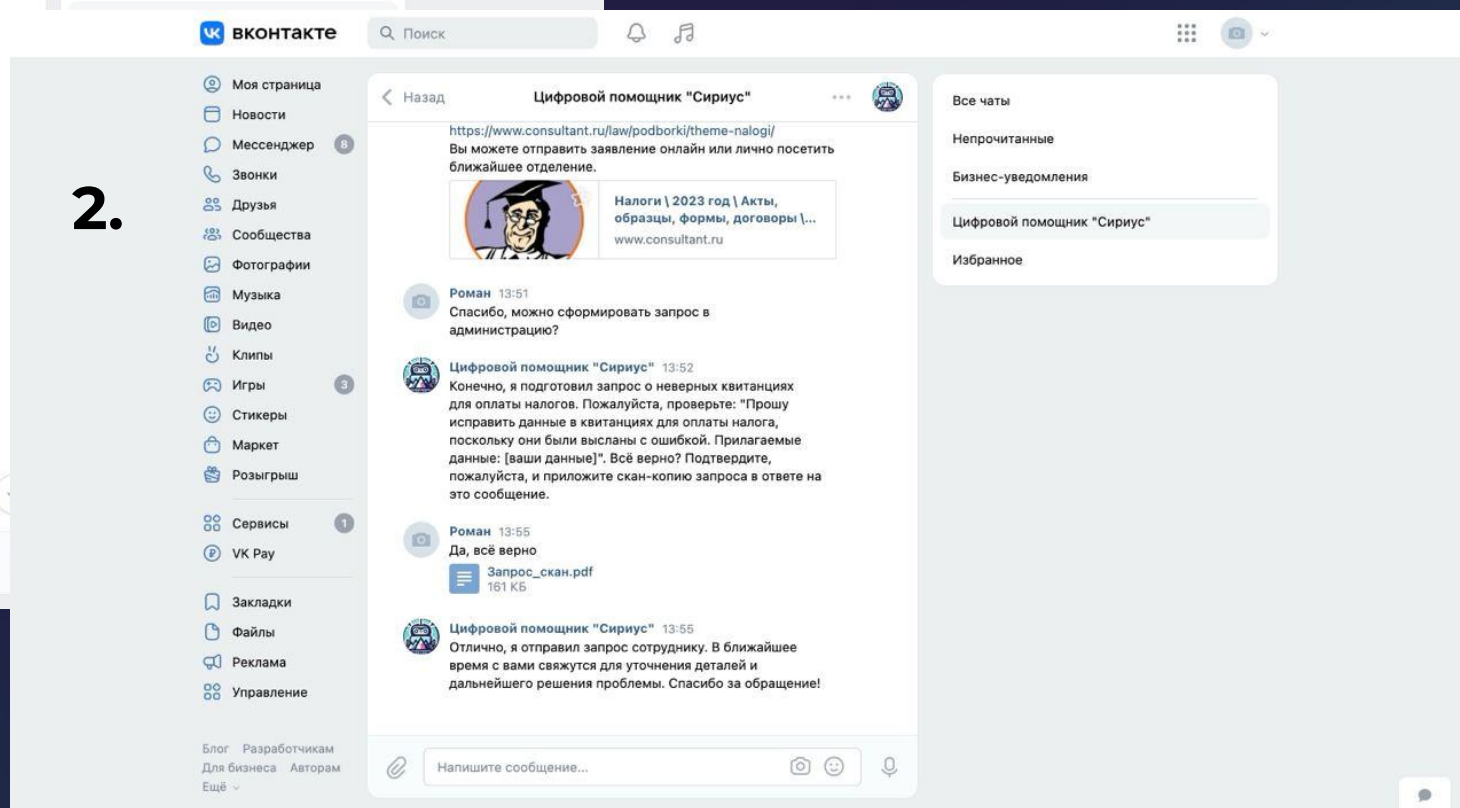 2.
вконтакте
Поиск
Моя страница
Новости
Мессенджер 8
Звонки
Друзья
Сообщества
Фотографии
Музыка
Видео
Клипы
Игры 3
Стикеры
Маркет
Розыгрыш
Сервисы 1
VK Pay
Закладки
Файлы
Реклама
Управление
Блог Разработчикам
Для бизнеса Авторам
Ещё
Назад
Цифровой помощник "Сириус"
https://www.consultant.ru/law/podborki/theme-nalogi/
Вы можете отправить заявление онлайн или лично посетить
ближайшее отделение.
Налоги \ 2023 год \ Акты,
образцы, формы, договоры \...
www.consultant.ru
Роман 13:51
Спасибо, можно сформировать запрос в
администрацию?
Цифровой помощник "Сириус" 13:52
Конечно, я подготовил запрос о неверных квитанциях
для оплаты налогов. Пожалуйста, проверьте: "Прошу
исправить данные в квитанциях для оплаты налога,
поскольку они были высланы с ошибкой. Прилагаемые
данные: [ваши данные]". Всё верно? Подтвердите,
пожалуйста, и приложите скан-копию запроса в ответе на
это сообщение.
Роман 13:55
Да, всё верно
Запрос_скан.pdf
161 КБ
Цифровой помощник "Сириус" 13:55
Отлично, я отправил запрос сотруднику. В ближайшее
время с вами свяжутся для уточнения деталей и
дальнейшего решения проблемы. Спасибо за обращение!
Напишите сообщение...
Все чаты
Непрочитанные
Бизнес-уведомления
Цифровой помощник "Сириус"
Избранное